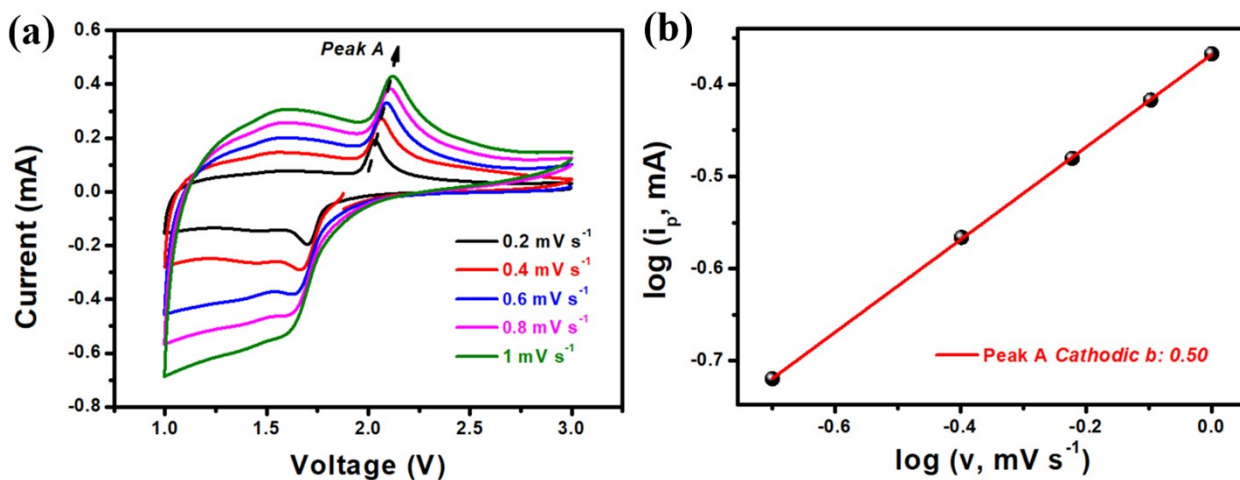 (a)
Peak A
0.6
0.4
0.2
0.0
-0.2
-0.4
-0.6
-0.8
Current (mA)
0.2 mV s⁻¹
0.4 mV s⁻¹
0.6 mV s⁻¹
0.8 mV s⁻¹
1 mV s⁻¹
1.0 1.5 2.0 2.5 3.0
Voltage (V)
(b)
-0.4
-0.5
-0.6
-0.7
log (iₚ, mA)
Peak A Cathodic b: 0.50
-0.6 -0.4 -0.2 0.0
log (v, mV s⁻¹)